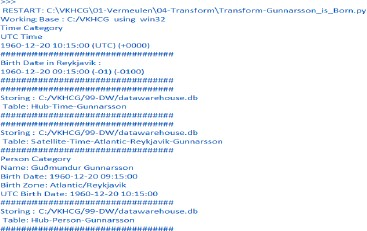 >>>
RESTART: C:\VKHCG\01-Vermeulen\04-Transform\Transform-Gunnarsson_is_Born.py
Working Base : C:/VKHCG using win32
Time Category
UTC Time
1960-12-20 10:15:00 (UTC) (+0000)
#################################
Birth Date in Reykjavik :
1960-12-20 09:15:00 (-01) (-0100)
#################################
#################################
Storing : C:/VKHCG/99-DW/datawarehouse.db
Table: Hub-Time-Gunnarsson
#################################
#################################
Storing : C:/VKHCG/99-DW/datawarehouse.db
Table: Satellite-Time-Atlantic-Reykjavik-Gunnarsson
#################################
Person Category
Name: Guðmundur Gunnarsson
Birth Date: 1960-12-20 09:15:00
Birth Zone: Atlantic/Reykjavik
UTC Birth Date: 1960-12-20 10:15:00
#################################
Storing : C:/VKHCG/99-DW/datawarehouse.db
Table: Hub-Person-Gunnarsson
#################################